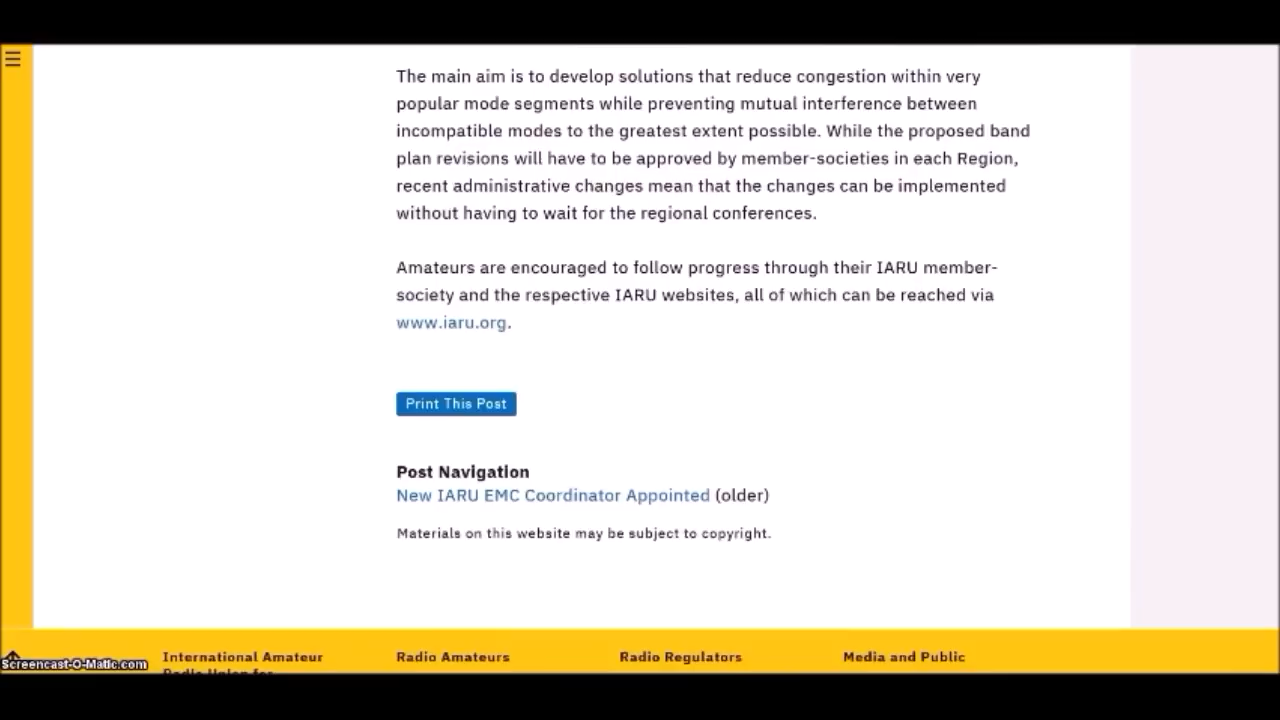 The main aim is to develop solutions that reduce congestion within very
popular mode segments while preventing mutual interference between
incompatible modes to the greatest extent possible. While the proposed band
plan revisions will have to be approved by member-societies in each Region,
recent administrative changes mean that the changes can be implemented
without having to wait for the regional conferences.
Amateurs are encouraged to follow progress through their IARU member-
society and the respective IARU websites, all of which can be reached via
www.iaru.org.
Print This Post
Post Navigation
New IARU EMC Coordinator Appointed (older)
Materials on this website may be subject to copyright.
Screencast-O-Matic.com
International Amateur
Radio Union for
Radio Amateurs
Radio Regulators
Media and Public